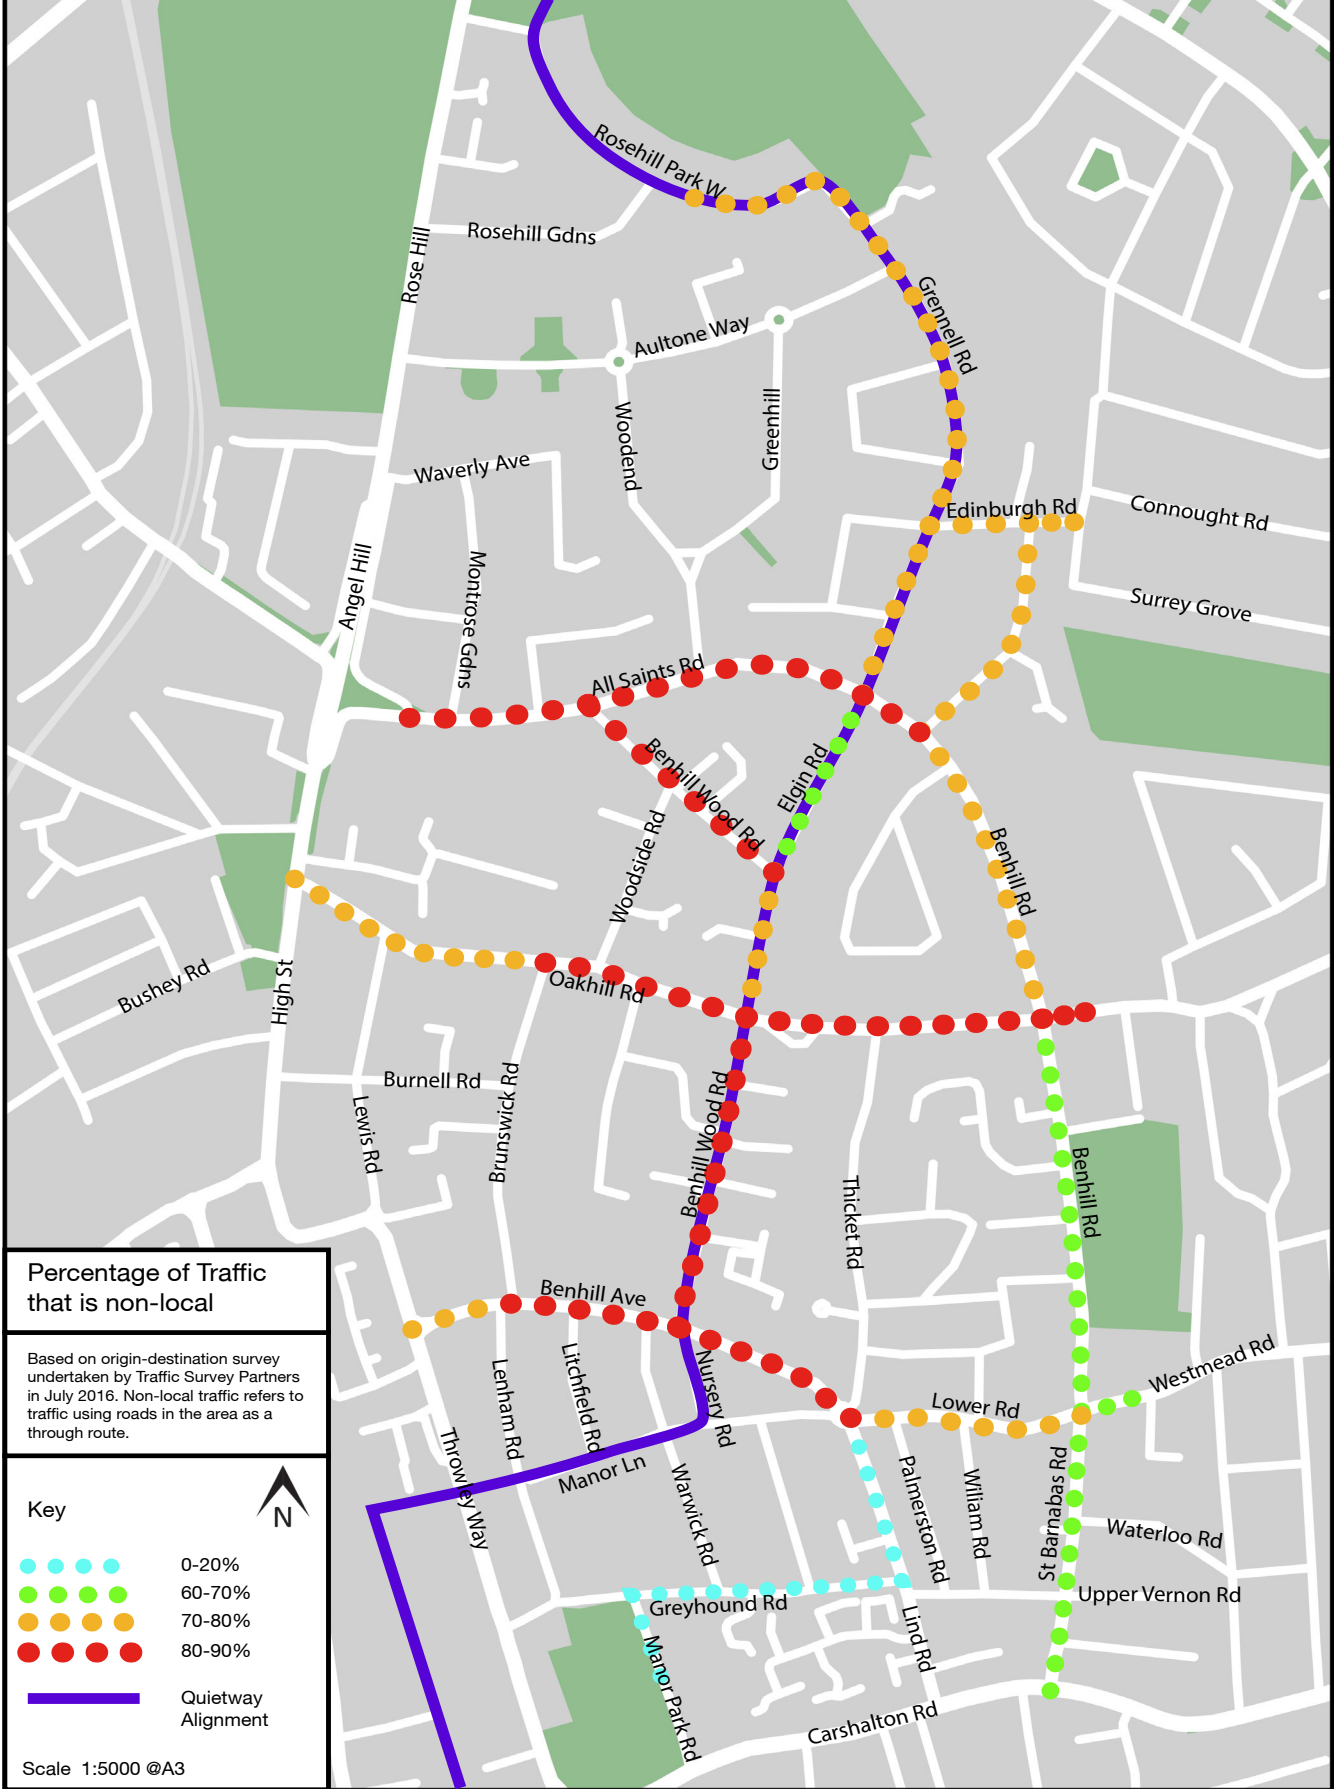 Rosehill Park W
Rosehill Gdns
Rose Hill
Grennell Rd
Aultone Way
Woodend
Greenhill
Waverly Ave
Edinburgh Rd
Connought Rd
Angel Hill
Montrose Gdns
Surrey Grove
All Saints Rd
Benhill Wood Rd
Elgin Rd
Woodside Rd
Benhill Rd
Bushey Rd
High St
Oakhill Rd
Burnell Rd
Lewis Rd
Brunswick Rd
Benhill Wood Rd
Thicket Rd
Benhill Rd
Benhill Ave
Litchfield Rd
Lenham Rd
Nursery Rd
Lower Rd
Westmead Rd
Throwley Way
Manor Ln
Warwick Rd
Palmerston Rd
Wiliam Rd
St Barnabas Rd
Waterloo Rd
Greyhound Rd
Upper Vernon Rd
Manor Park Rd
Lind Rd
Carshalton Rd
Percentage of Traffic
that is non-local
Based on origin-destination survey
undertaken by Traffic Survey Partners
in July 2016. Non-local traffic refers to
traffic using roads in the area as a
through route.
Key
N
0-20%
60-70%
70-80%
80-90%
Quietway
Alignment
Scale 1:5000 @A3